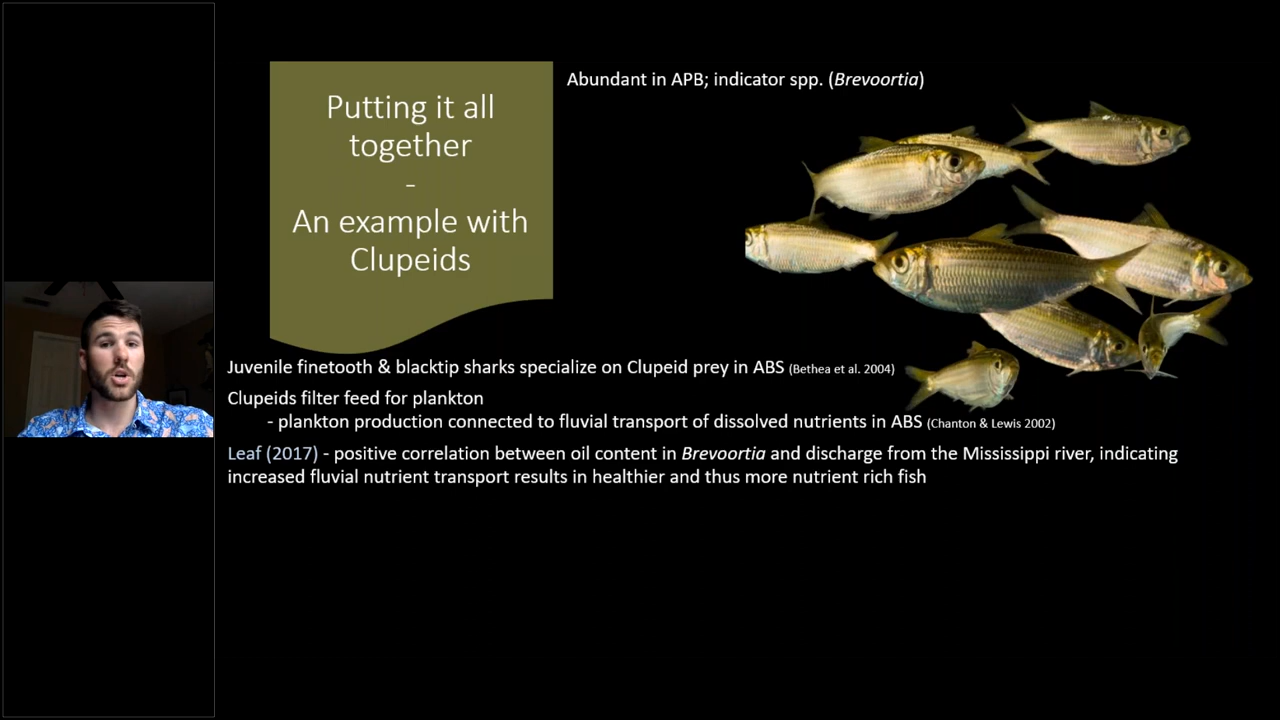 Putting it all
together
-
An example with
Clupeids
Abundant in APB; indicator spp. (Brevoortia)
Juvenile finetooth & blacktip sharks specialize on Clupeid prey in ABS (Bethea et al. 2004)
Clupeids filter feed for plankton
- plankton production connected to fluvial transport of dissolved nutrients in ABS (Chanton & Lewis 2002)
Leaf (2017) - positive correlation between oil content in Brevoortia and discharge from the Mississippi river, indicating
increased fluvial nutrient transport results in healthier and thus more nutrient rich fish